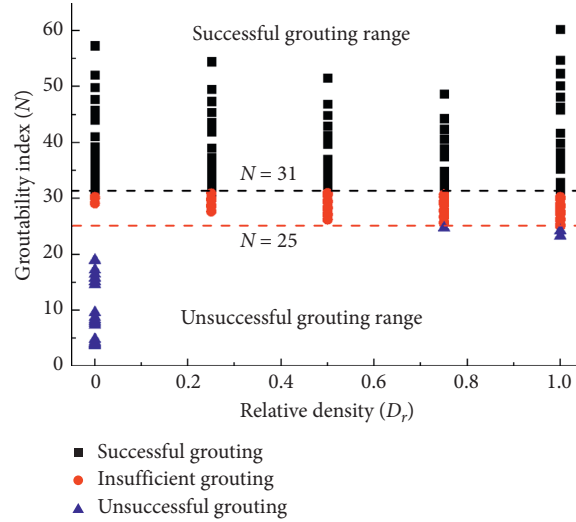 60
50
40
30
20
10
0
Groutability index (N)
Successful grouting range
N = 31
N = 25
Unsuccessful grouting range
0 0.2 0.4 0.6 0.8 1.0
Relative density (Dr)
Successful grouting
Insufficient grouting
Unsuccessful grouting